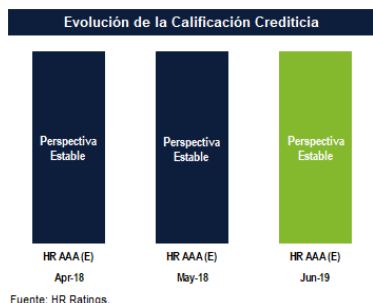 Evolución de la Calificación Crediticia
Perspectiva Estable
Perspectiva Estable
Perspectiva Estable
HR AAA (E)
HR AAA (E)
HR AAA (E)
Apr-18
May-18
Jun-19
Fuente: HR Ratings.